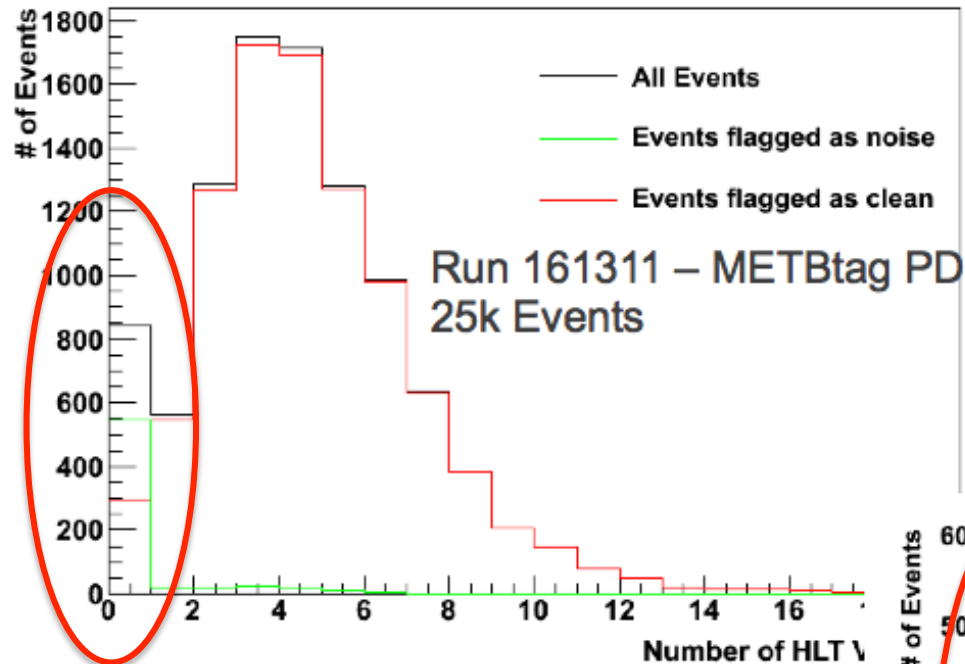 # of Events
1800
1600
1400
1200
1000
800
600
400
200
0
All Events
Events flagged as noise
Events flagged as clean
Run 161311 – METBtag PD
25k Events
0 2 4 6 8 10 12 14 16
Number of HLT
# of Events